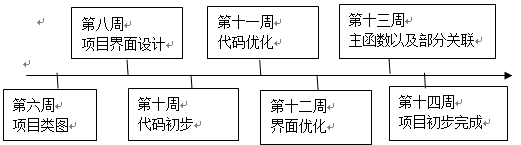 第八周
项目界面设计
第十一周
代码优化
第十三周
主函数以及部分关联
第六周
项目类图
第十周
代码初步
第十二周
界面优化
第十四周
项目初步完成